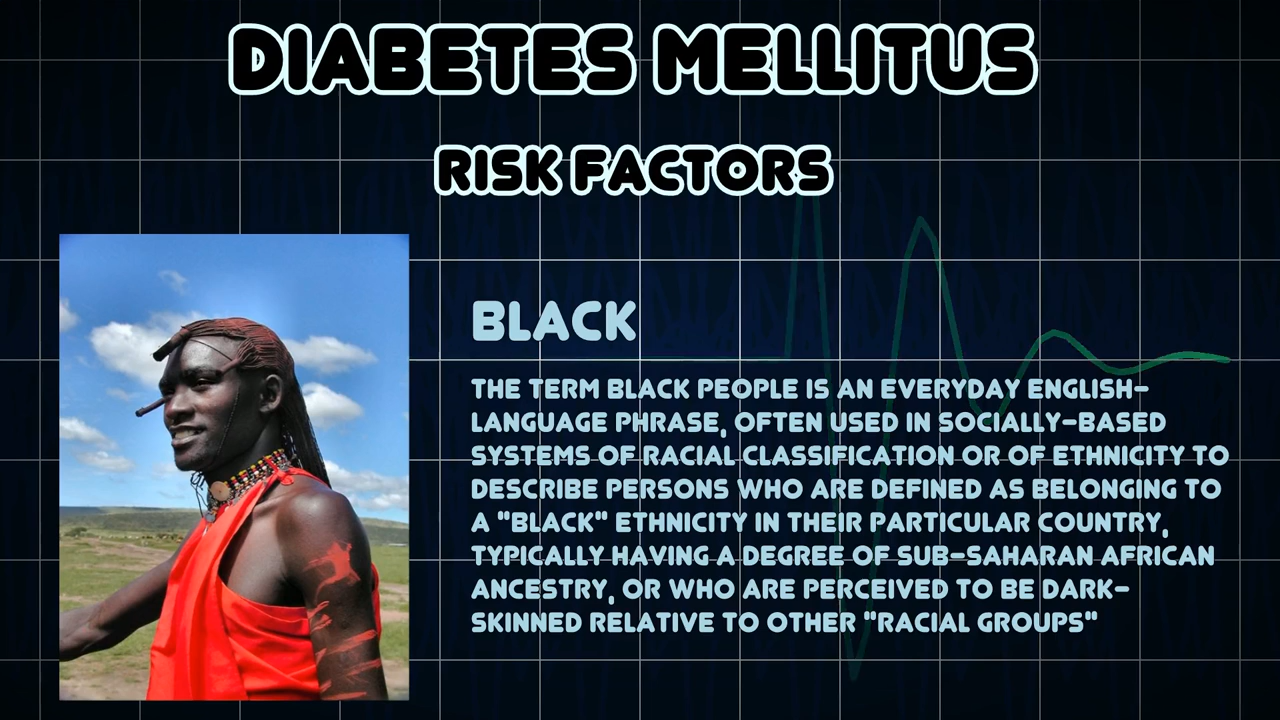 DIABETES MELLITUS
RISK FACTORS
BLACK
THE TERM BLACK PEOPLE IS AN EVERYDAY ENGLISH-
LANGUAGE PHRASE, OFTEN USED IN SOCIALLY-BASED
SYSTEMS OF RACIAL CLASSIFICATION OR OF ETHNICITY TO
DESCRIBE PERSONS WHO ARE DEFINED AS BELONGING TO
A "BLACK" ETHNICITY IN THEIR PARTICULAR COUNTRY,
TYPICALLY HAVING A DEGREE OF SUB-SAHARAN AFRICAN
ANCESTRY, OR WHO ARE PERCEIVED TO BE DARK-
SKINNED RELATIVE TO OTHER "RACIAL GROUPS"